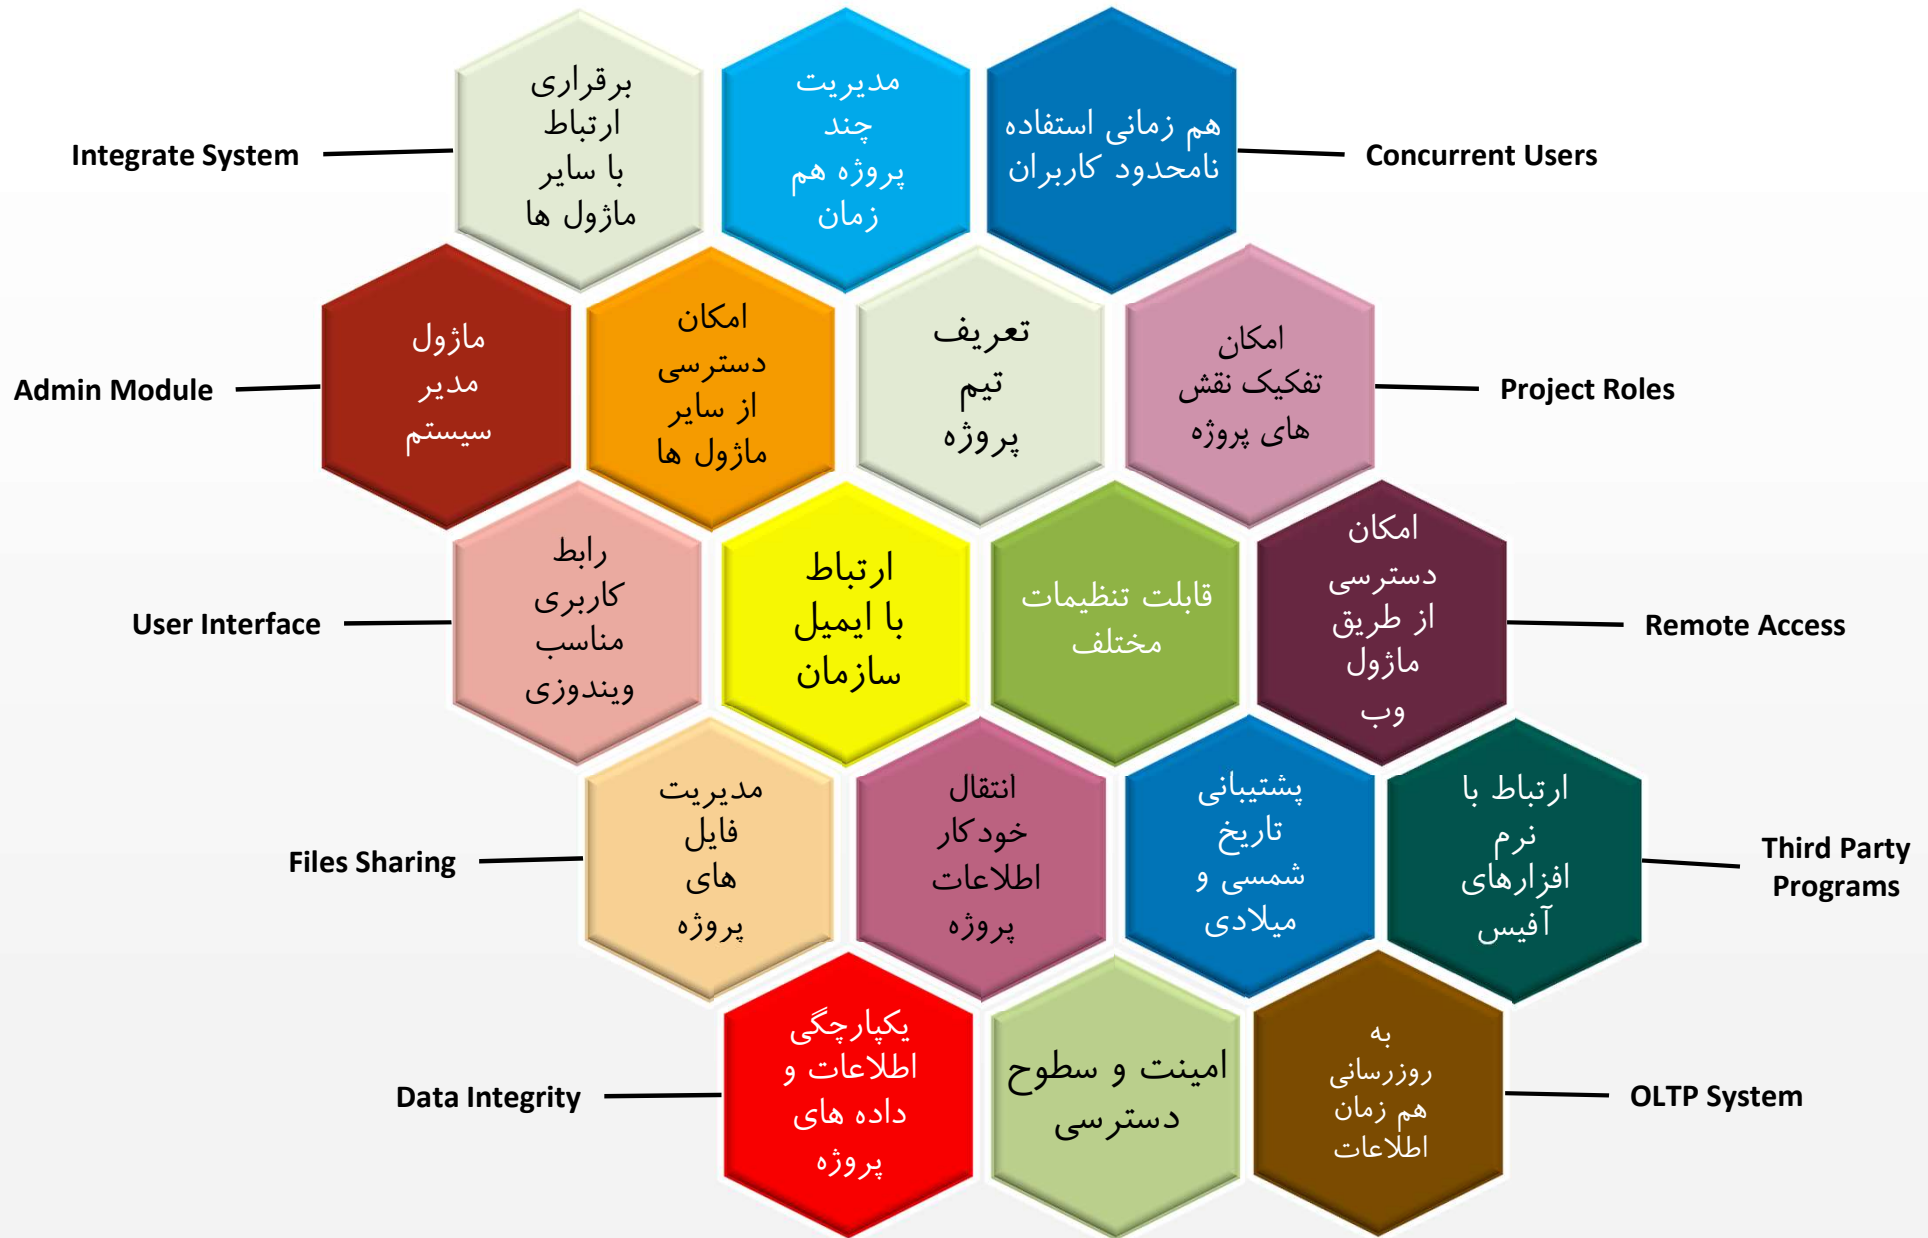 Integrate System
برقراری
ارتباط
با سایر
ماژول ها
مدیریت
چند
پروژه هم
زمان
هم زمانی استفاده
نامحدود کاربران
Concurrent Users
Admin Module
ماژول
مدیر
سیستم
امکان
دسترسی
از سایر
ماژول ها
تعریف
تیم
پروژه
امکان
تفکیک نقش
های پروژه
Project Roles
User Interface
رابط
کاربری
مناسب
ویندوزی
ارتباط
با ایمیل
سازمان
قابلت تنظیمات
مختلف
امکان
دسترسی
از طریق
ماژول
وب
Remote Access
Files Sharing
مدیریت
فایل
های
پروژه
انتقال
خودکار
اطلاعات
پروژه
پشتیبانی
تاریخ
شمسی و
میلادی
ارتباط با
نرم
افزارهای
آفیس
Third Party
Programs
Data Integrity
یکپارچگی
اطلاعات و
داده های
پروژه
امینت و سطوح
دسترسی
به
روزرسانی
هم زمان
اطلاعات
OLTP System